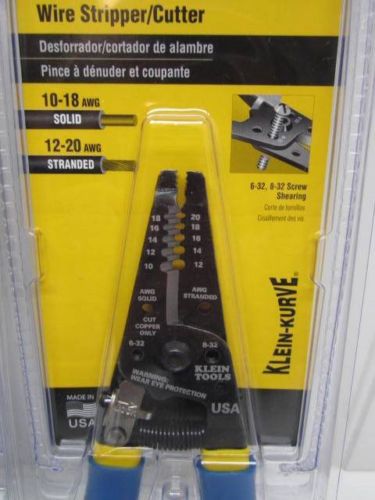 Wire Stripper/Cutter
Desforrador/cortador de alambre
Pince à dénuder et coupante
10-18 AWG
SOLID
12-20 AWG
STRANDED
6-32, 8-32 Screw
Shearing
Corte de tornillos
Cisaillement des vis
18 20
16 18
14 16
12 14
10 12
AWG
SOLID
AWG
STRANDED
CUT
COPPER
ONLY
6-32 8-32
WARNING:
WEAR EYE PROTECTION
KLEIN
TOOLS
USA
KLEIN-KURVE®
MADE IN
USA